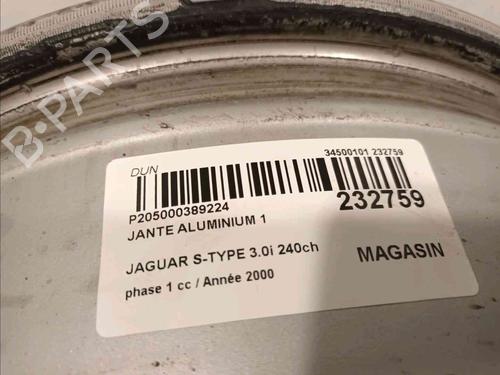 B-PARTS
DUN
34500101 232759
P205000389224
232759
JANTE ALUMINIUM 1
JAGUAR S-TYPE 3.0i 240ch
MAGASIN
phase 1 cc / Année 2000